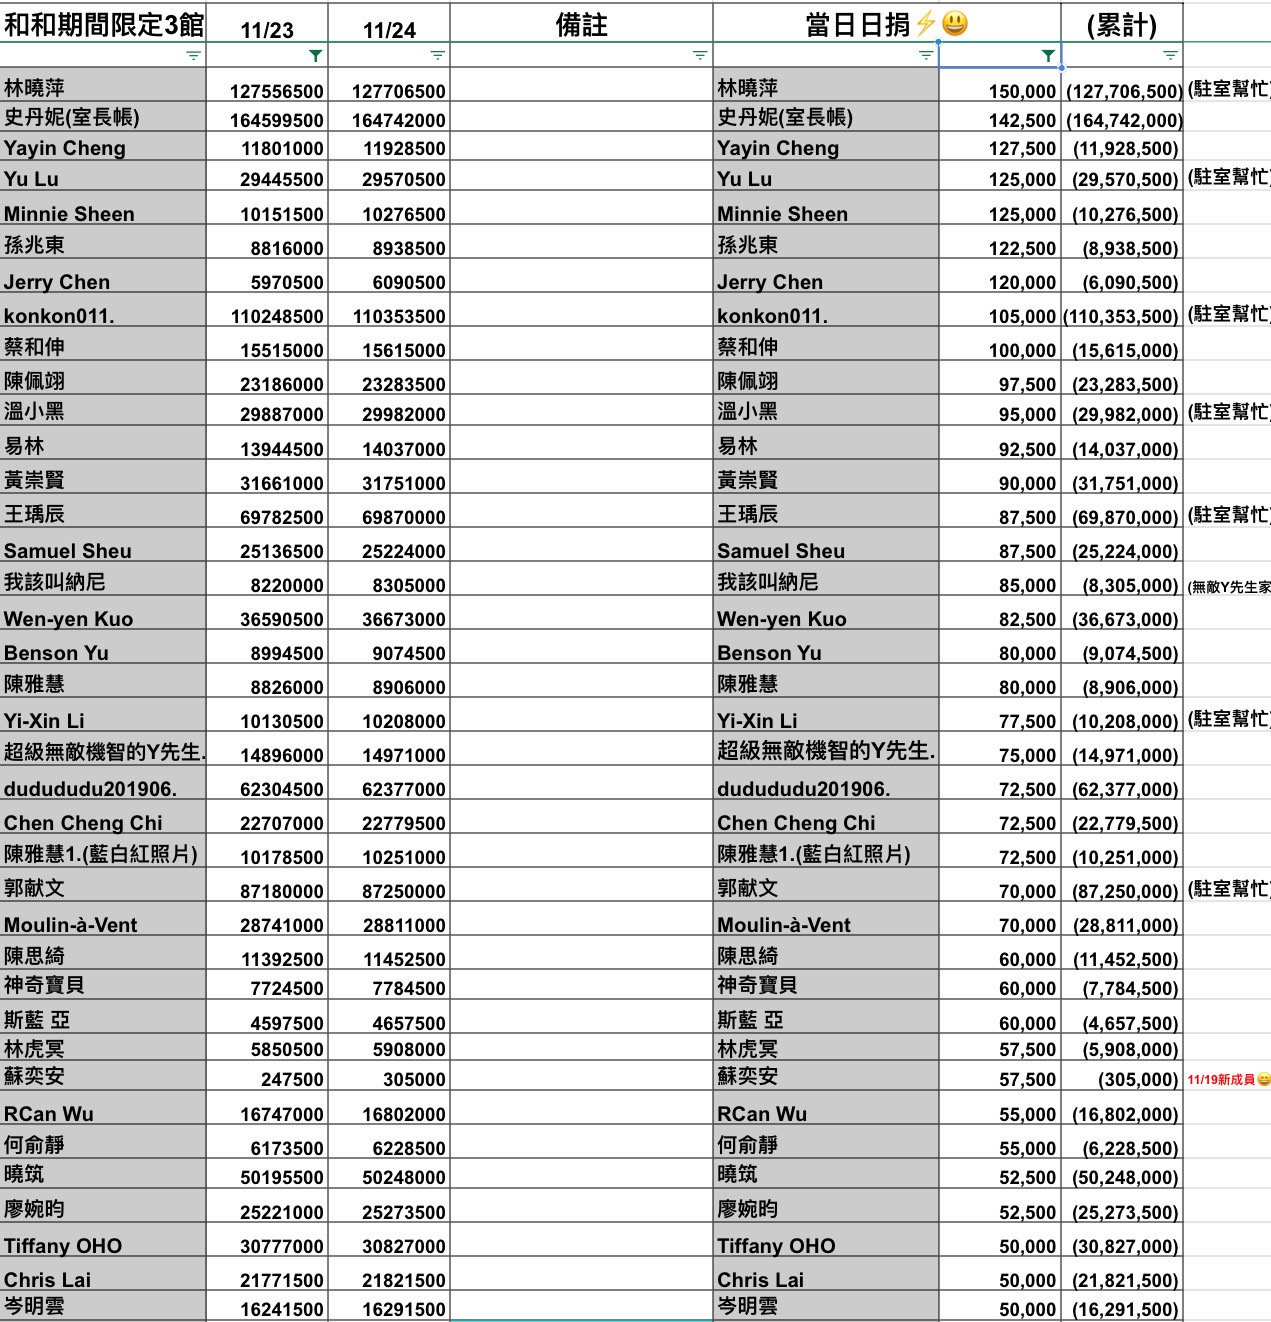 和和期間限定3館 11/23 11/24 備註 當日日捐⚡😃 (累計)
林曉萍 127556500 127706500 林曉萍 150,000 (127,706,500) (駐室幫忙)
史丹妮(室長帳) 164599500 164742000 史丹妮(室長帳) 142,500 (164,742,000)
Yayin Cheng 11801000 11928500 Yayin Cheng 127,500 (11,928,500)
Yu Lu 29445500 29570500 Yu Lu 125,000 (29,570,500) (駐室幫忙)
Minnie Sheen 10151500 10276500 Minnie Sheen 125,000 (10,276,500)
孫兆東 8816000 8938500 孫兆東 122,500 (8,938,500)
Jerry Chen 5970500 6090500 Jerry Chen 120,000 (6,090,500)
konkon011. 110248500 110353500 konkon011. 105,000 (110,353,500) (駐室幫忙)
蔡和伸 15515000 15615000 蔡和伸 100,000 (15,615,000)
陳佩翊 23186000 23283500 陳佩翊 97,500 (23,283,500)
溫小黑 29887000 29982000 溫小黑 95,000 (29,982,000) (駐室幫忙)
易林 13944500 14037000 易林 92,500 (14,037,000)
黃崇賢 31661000 31751000 黃崇賢 90,000 (31,751,000)
王瑀辰 69782500 69870000 王瑀辰 87,500 (69,870,000) (駐室幫忙)
Samuel Sheu 25136500 25224000 Samuel Sheu 87,500 (25,224,000)
我該叫納尼 8220000 8305000 我該叫納尼 85,000 (8,305,000) (無敵Y先生家
Wen-yen Kuo 36590500 36673000 Wen-yen Kuo 82,500 (36,673,000)
Benson Yu 8994500 9074500 Benson Yu 80,000 (9,074,500)
陳雅慧 8826000 8906000 陳雅慧 80,000 (8,906,000)
Yi-Xin Li 10130500 10208000 Yi-Xin Li 77,500 (10,208,000) (駐室幫忙)
超級無敵機智的Y先生. 14896000 14971000 超級無敵機智的Y先生. 75,000 (14,971,000)
dudududu201906. 62304500 62377000 dudududu201906. 72,500 (62,377,000)
Chen Cheng Chi 22707000 22779500 Chen Cheng Chi 72,500 (22,779,500)
陳雅慧1.(藍白紅照片) 10178500 10251000 陳雅慧1.(藍白紅照片) 72,500 (10,251,000)
郭献文 87180000 87250000 郭献文 70,000 (87,250,000) (駐室幫忙)
Moulin-à-Vent 28741000 28811000 Moulin-à-Vent 70,000 (28,811,000)
陳思綺 11392500 11452500 陳思綺 60,000 (11,452,500)
神奇寶貝 7724500 7784500 神奇寶貝 60,000 (7,784,500)
斯藍 亞 4597500 4657500 斯藍 亞 60,000 (4,657,500)
林虎冥 5850500 5908000 林虎冥 57,500 (5,908,000)
蘇奕安 247500 305000 蘇奕安 57,500 (305,000) 11/19新成員😄
RCan Wu 16747000 16802000 RCan Wu 55,000 (16,802,000)
何俞靜 6173500 6228500 何俞靜 55,000 (6,228,500)
曉筑 50195500 50248000 曉筑 52,500 (50,248,000)
廖婉昀 25221000 25273500 廖婉昀 52,500 (25,273,500)
Tiffany OHO 30777000 30827000 Tiffany OHO 50,000 (30,827,000)
Chris Lai 21771500 21821500 Chris Lai 50,000 (21,821,500)
岑明雲 16241500 16291500 岑明雲 50,000 (16,291,500)